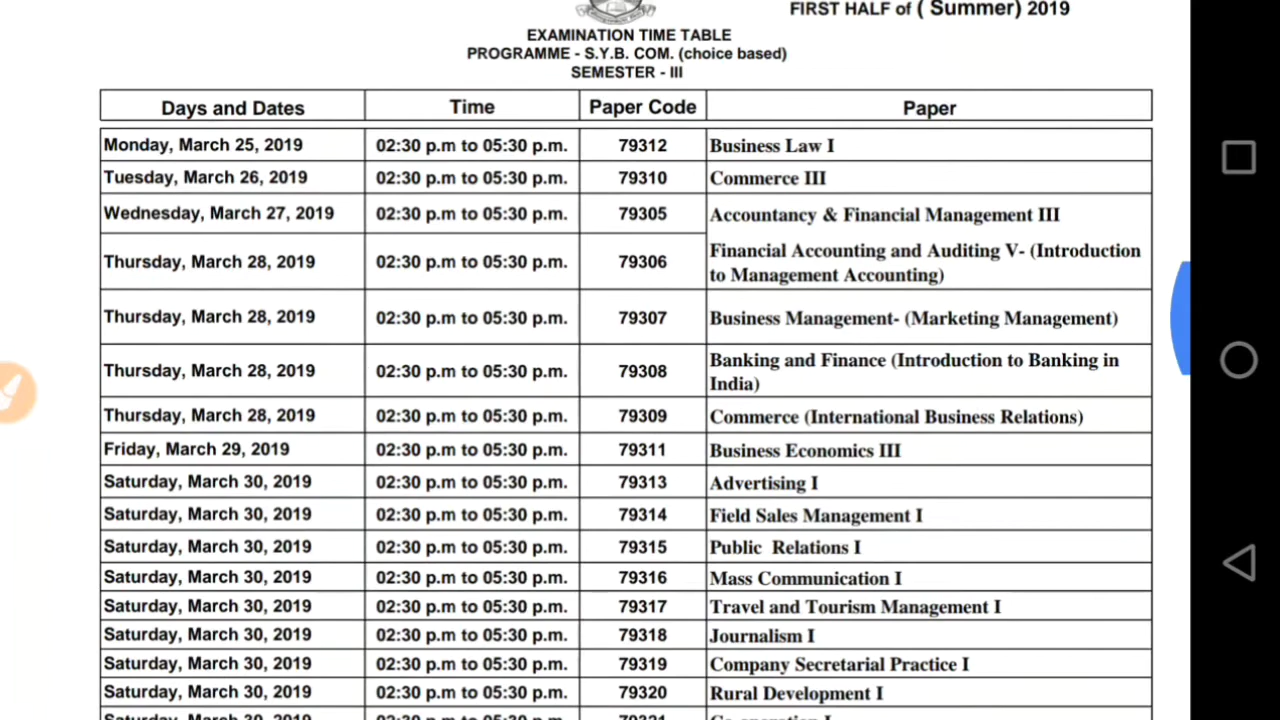 FIRST HALF of ( Summer) 2019
EXAMINATION TIME TABLE
PROGRAMME - S.Y.B. COM. (choice based)
SEMESTER - III
Days and Dates Time Paper Code Paper
Monday, March 25, 2019 02:30 p.m to 05:30 p.m. 79312 Business Law I
Tuesday, March 26, 2019 02:30 p.m to 05:30 p.m. 79310 Commerce III
Wednesday, March 27, 2019 02:30 p.m to 05:30 p.m. 79305 Accountancy & Financial Management III
Thursday, March 28, 2019 02:30 p.m to 05:30 p.m. 79306 Financial Accounting and Auditing V- (Introduction
to Management Accounting)
Thursday, March 28, 2019 02:30 p.m to 05:30 p.m. 79307 Business Management- (Marketing Management)
Thursday, March 28, 2019 02:30 p.m to 05:30 p.m. 79308 Banking and Finance (Introduction to Banking in
India)
Thursday, March 28, 2019 02:30 p.m to 05:30 p.m. 79309 Commerce (International Business Relations)
Friday, March 29, 2019 02:30 p.m to 05:30 p.m. 79311 Business Economics III
Saturday, March 30, 2019 02:30 p.m to 05:30 p.m. 79313 Advertising I
Saturday, March 30, 2019 02:30 p.m to 05:30 p.m. 79314 Field Sales Management I
Saturday, March 30, 2019 02:30 p.m to 05:30 p.m. 79315 Public Relations I
Saturday, March 30, 2019 02:30 p.m to 05:30 p.m. 79316 Mass Communication I
Saturday, March 30, 2019 02:30 p.m to 05:30 p.m. 79317 Travel and Tourism Management I
Saturday, March 30, 2019 02:30 p.m to 05:30 p.m. 79318 Journalism I
Saturday, March 30, 2019 02:30 p.m to 05:30 p.m. 79319 Company Secretarial Practice I
Saturday, March 30, 2019 02:30 p.m to 05:30 p.m. 79320 Rural Development I
Saturday, March 30, 2019 02:30 p.m to 05:30 p.m. 79321 Co-operation I